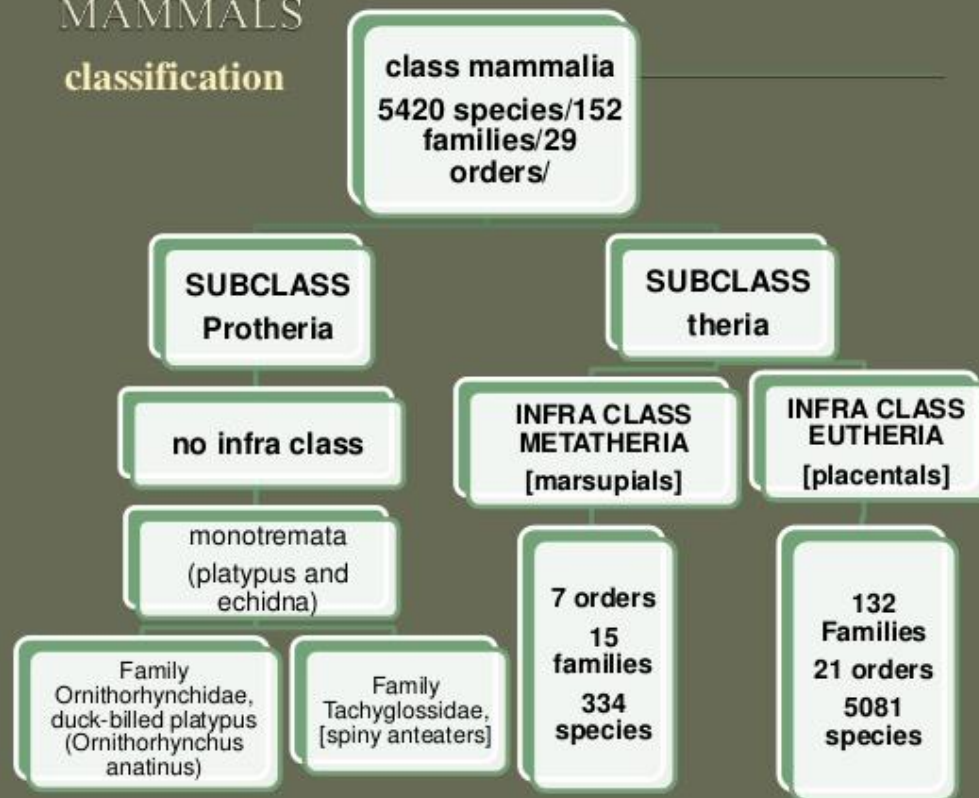 MAMMALS
classification
class mammalia
5420 species/152
families/29
orders/
SUBCLASS
Protheria
SUBCLASS
theria
no infra class
INFRA CLASS
METATHERIA
[marsupials]
INFRA CLASS
EUTHERIA
[placentals]
monotremata
(platypus and
echidna)
Family
Ornithorhynchidae,
duck-billed platypus
(Ornithorhynchus
anatinus)
Family
Tachyglossidae,
[spiny anteaters]
7 orders
15
families
334
species
132
Families
21 orders
5081
species